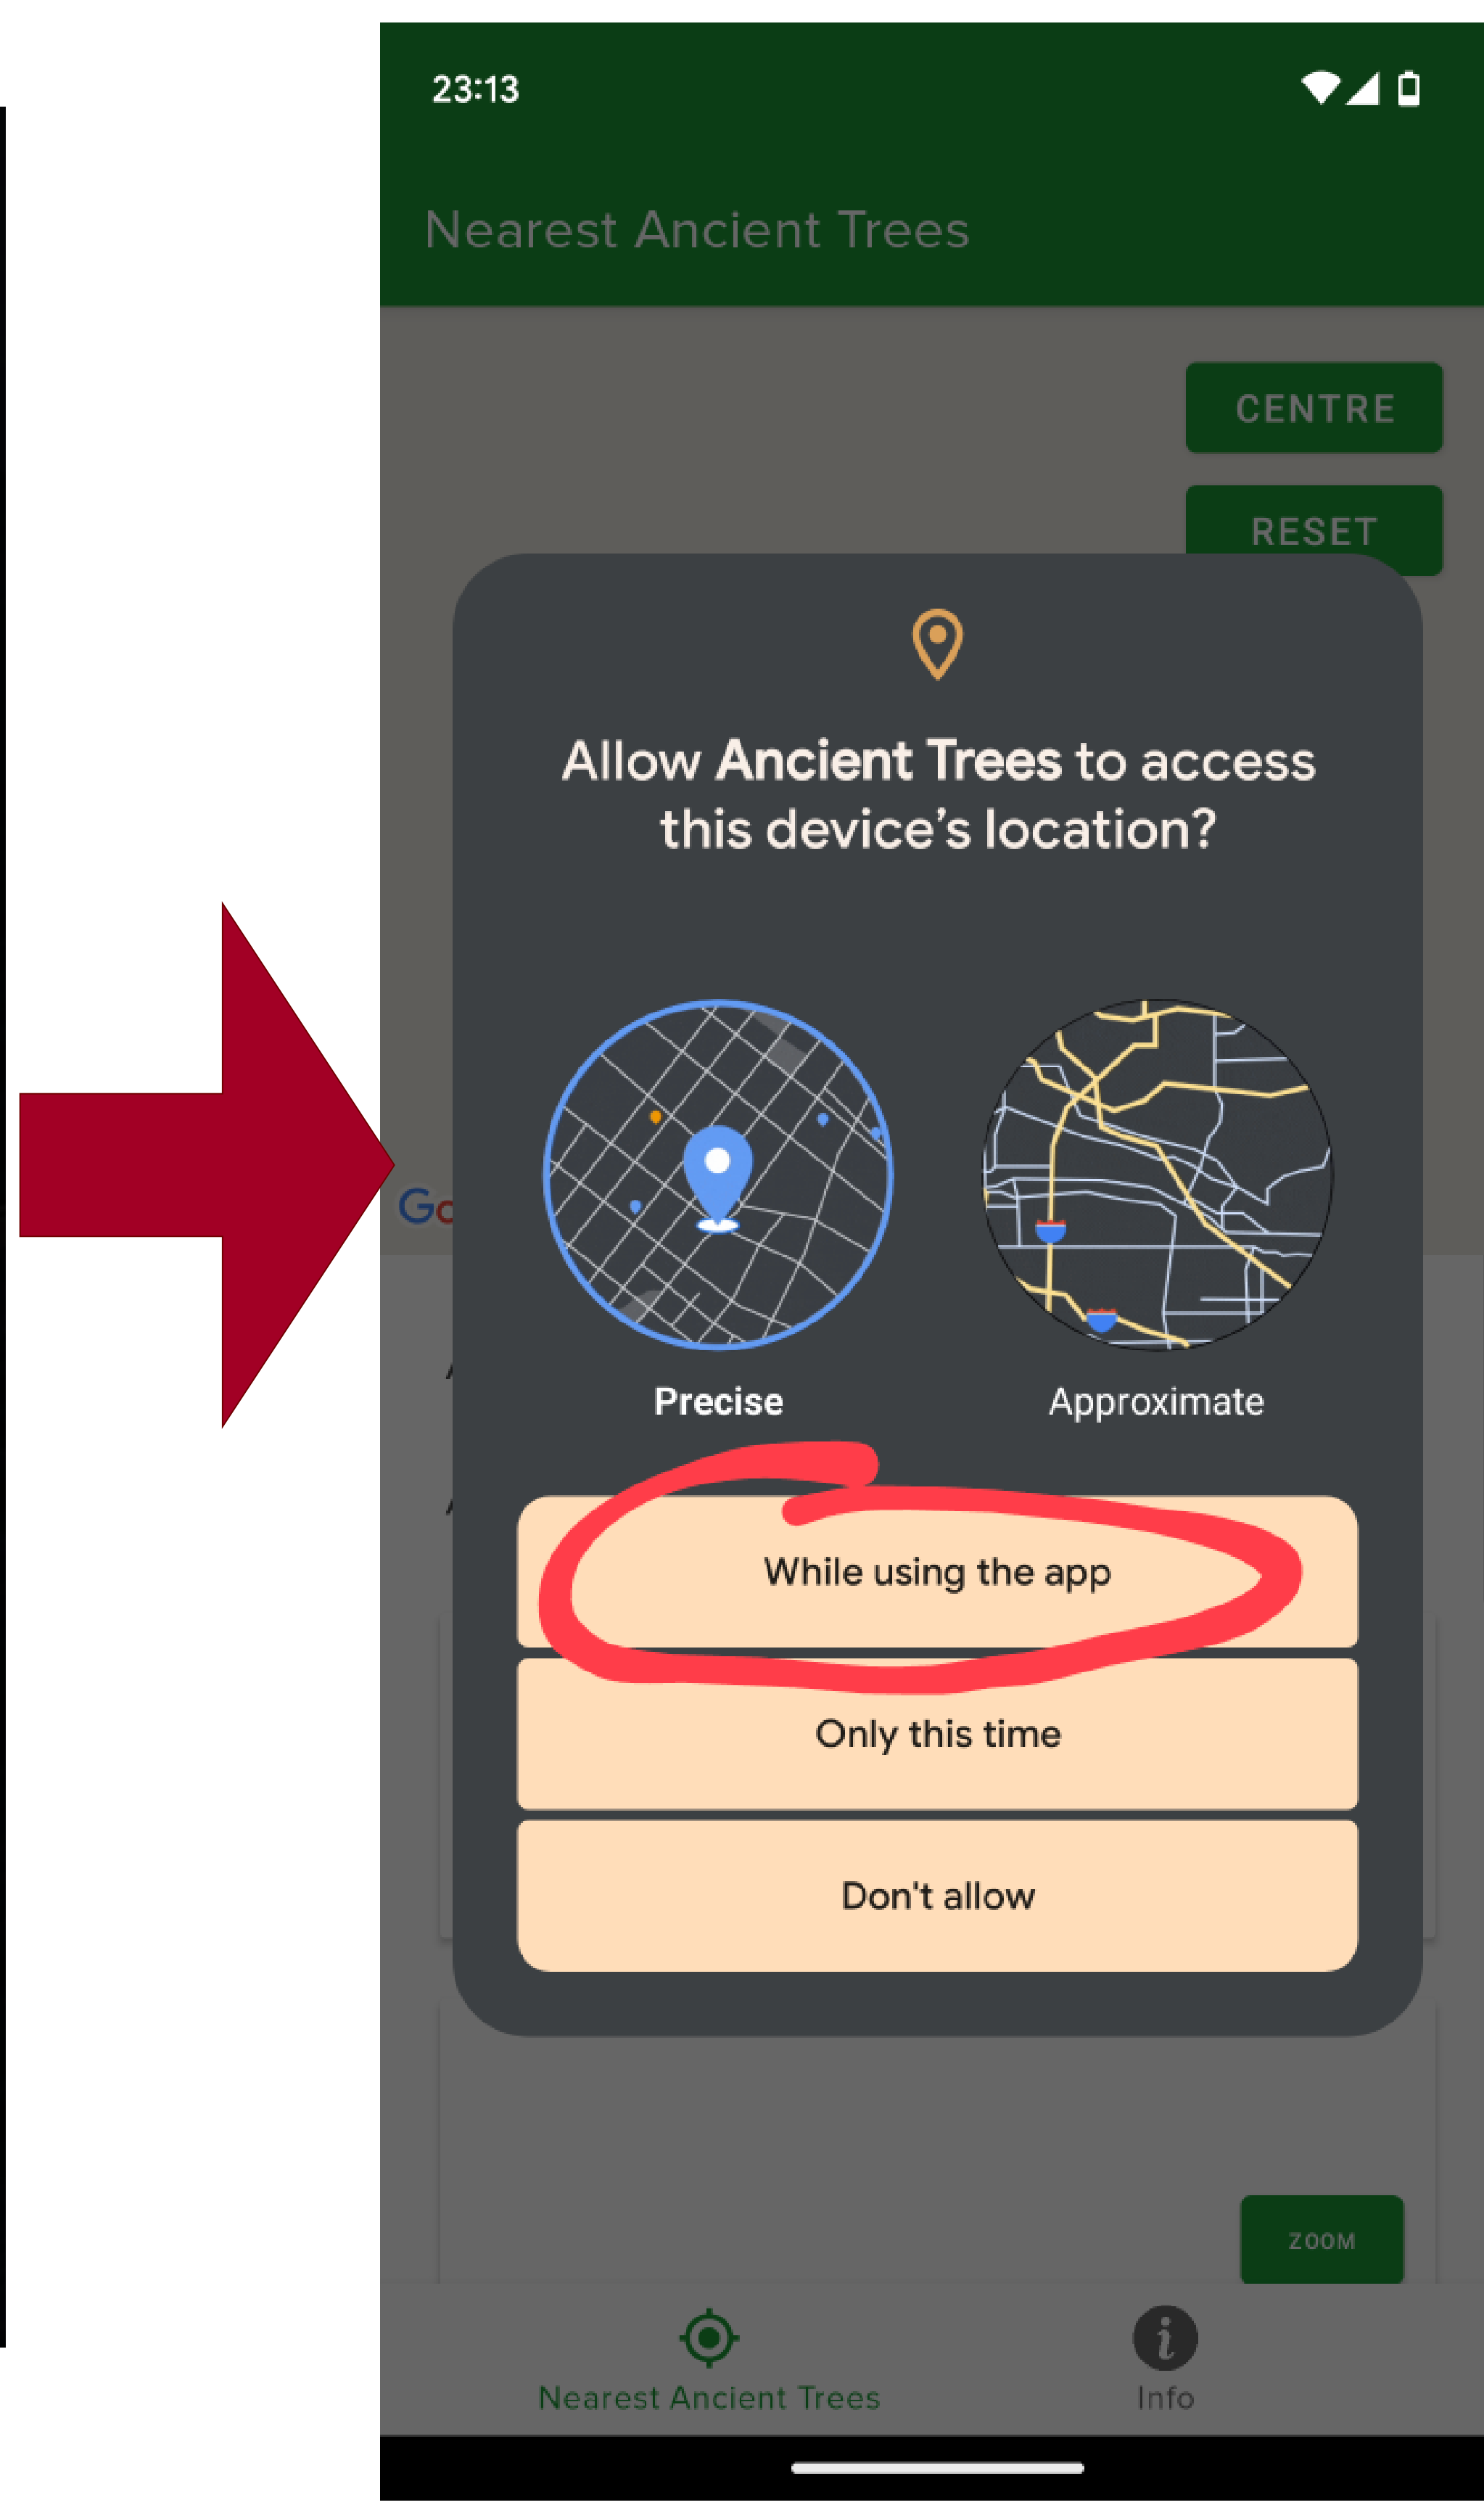 23:13
Nearest Ancient Trees
CENTRE
RESET
Allow Ancient Trees to access
this device’s location?
Go
Precise
Approximate
While using the app
Only this time
Don't allow
ZOOM
Nearest Ancient Trees
Info